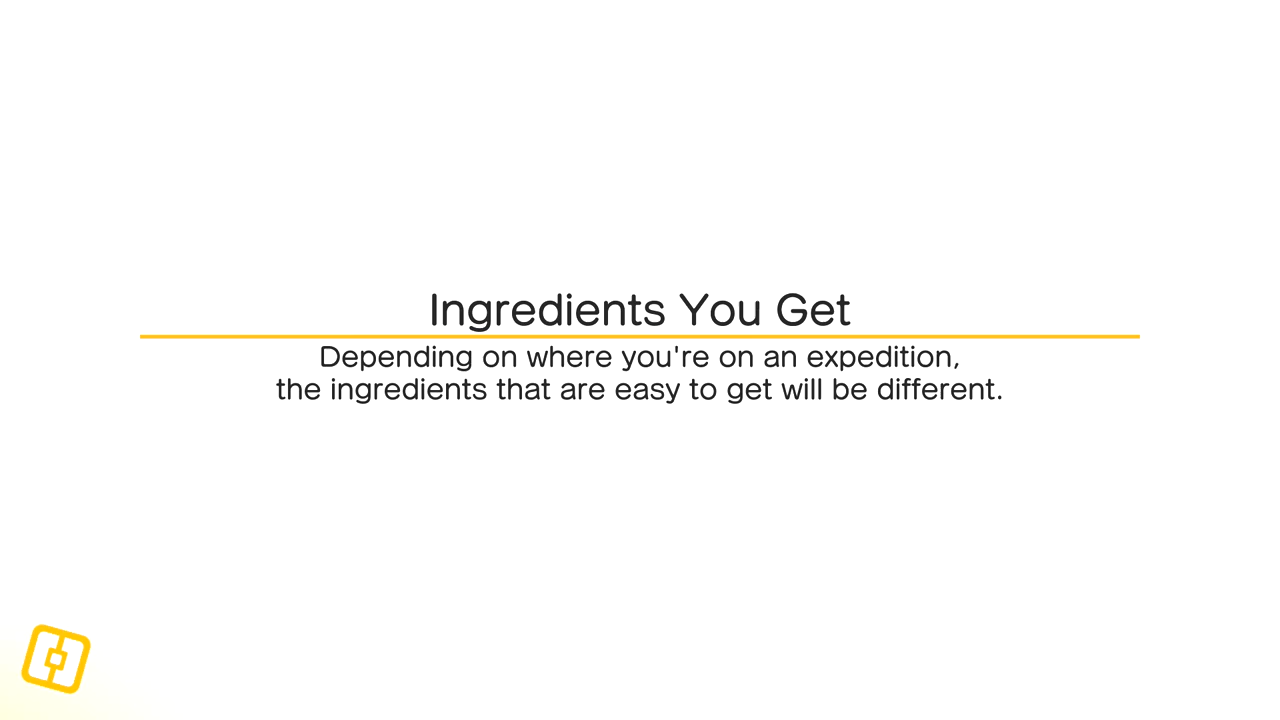 Ingredients You Get
Depending on where you're on an expedition,
the ingredients that are easy to get will be different.